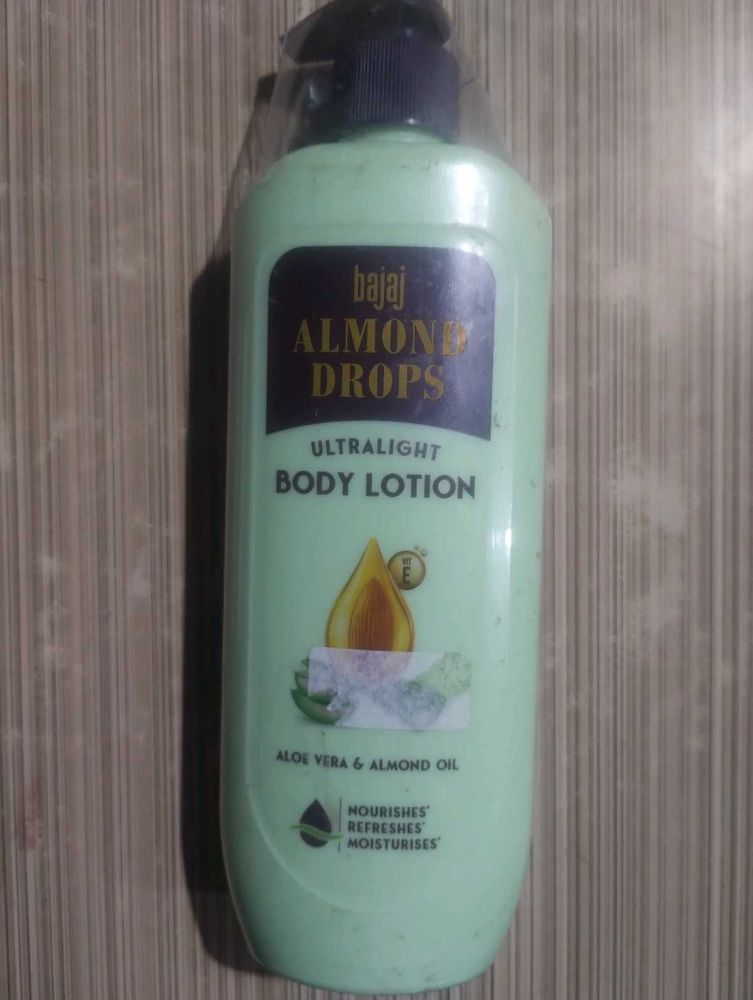 bajaj
ALMOND
DROPS
ULTRALIGHT
BODY LOTION
VIT
E
ALOE VERA & ALMOND OIL
NOURISHES*
REFRESHES*
MOISTURISES*